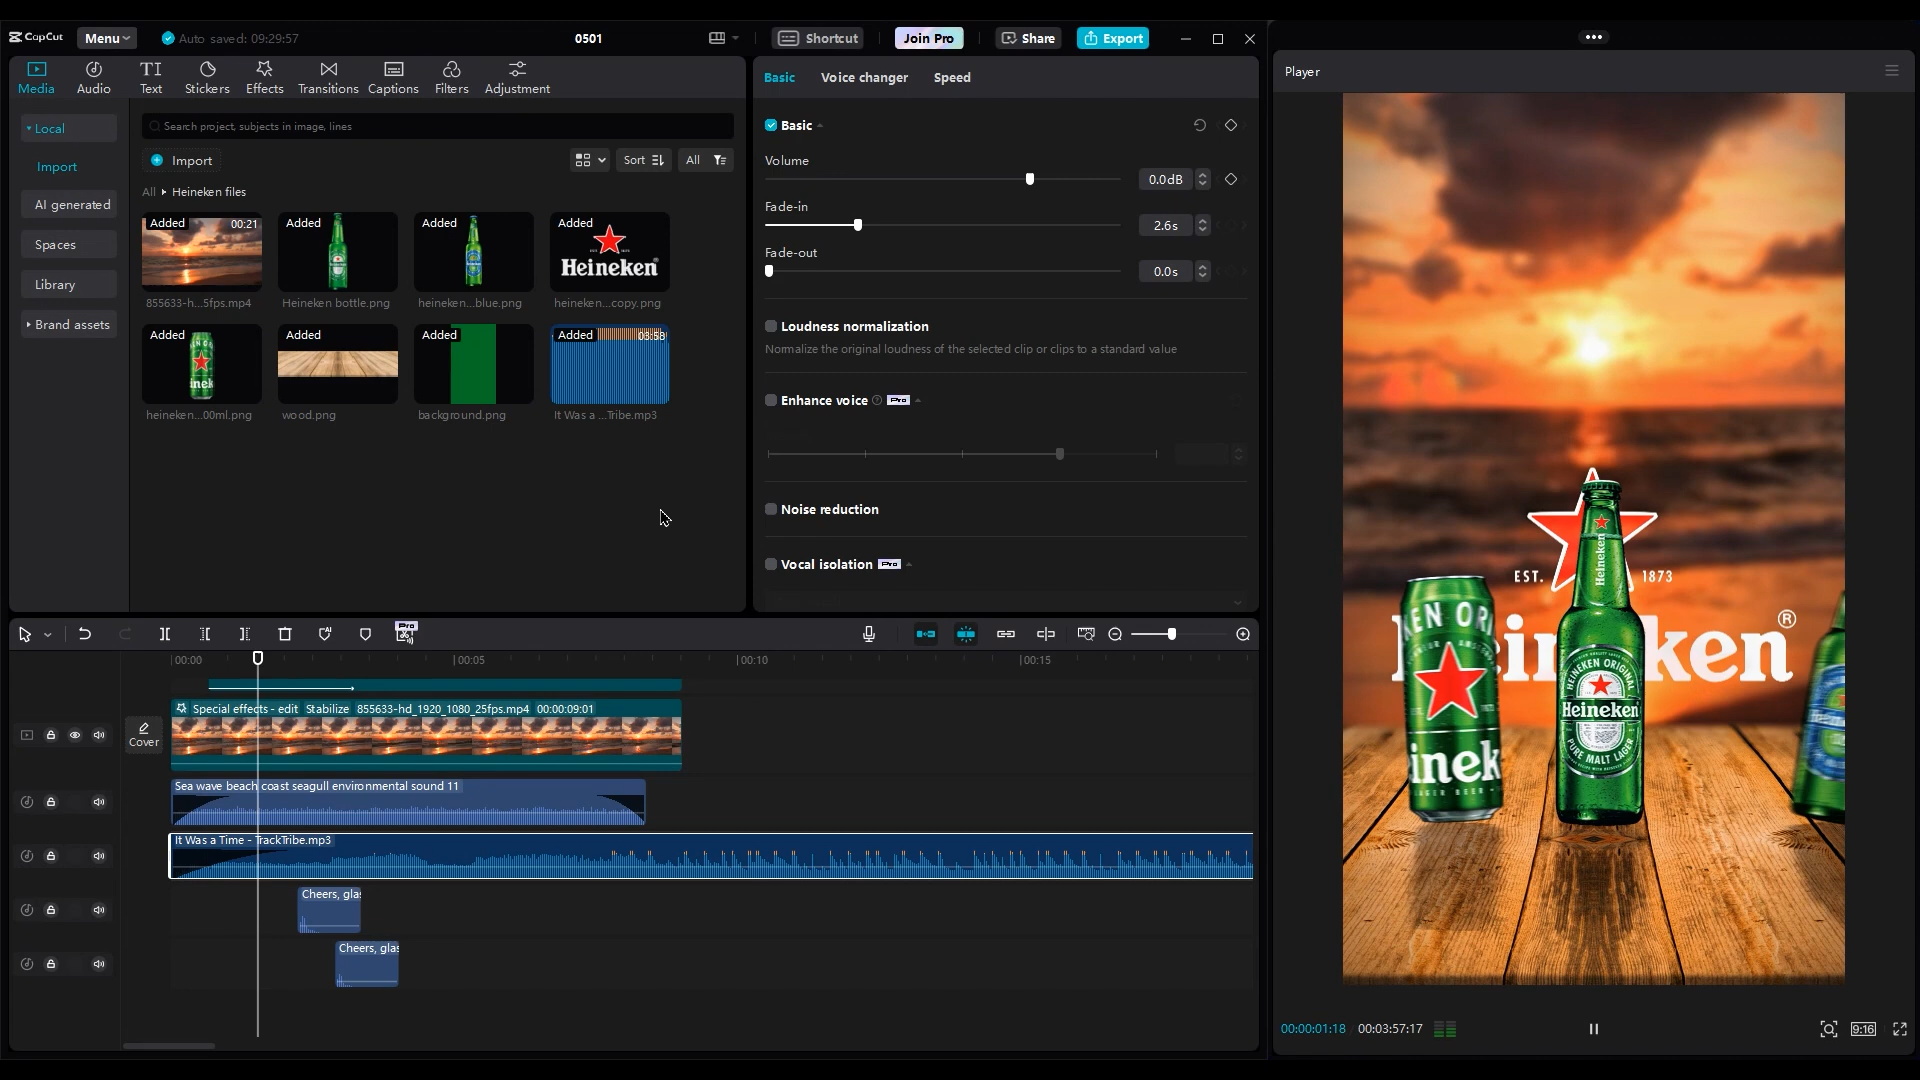 CapCut
Menu
Auto saved: 09:29:57
0501
Shortcut
Join Pro
Share
Export
Media
Audio
Text
Stickers
Effects
Transitions
Captions
Filters
Adjustment
Local
Import
AI generated
Spaces
Library
Brand assets
Search project, subjects in image, lines
Import
Sort
All
All Heineken files
Added 00:21
Added
Added
Added
Heineken
855633-h...5fps.mp4
Heineken bottle.png
heineken...blue.png
heineken...copy.png
Added
Added
Added
Added 03:58
heineken...00ml.png
wood.png
background.png
It Was a ...Tribe.mp3
Basic
Voice changer
Speed
Basic
Volume
0.0dB
Fade-in
2.6s
Fade-out
0.0s
Loudness normalization
Normalize the original loudness of the selected clip or clips to a standard value
Enhance voice Pro
Noise reduction
Vocal isolation Pro
Player
EST. 1873
Heineken
KEN ORI
einken®
HEINEKEN ORIGINAL
Heineken
PURE MALT LAGER
inek
LAGER BEER
00:00:01:18
00:03:57:17
9:16
Pro
00:00
00:05
00:10
00:15
Special effects - edit Stabilize 855633-hd_1920_1080_25fps.mp4 00:00:09:01
Cover
Sea wave beach coast seagull environmental sound 11
It Was a Time - TrackTribe.mp3
Cheers, glas
Cheers, glas